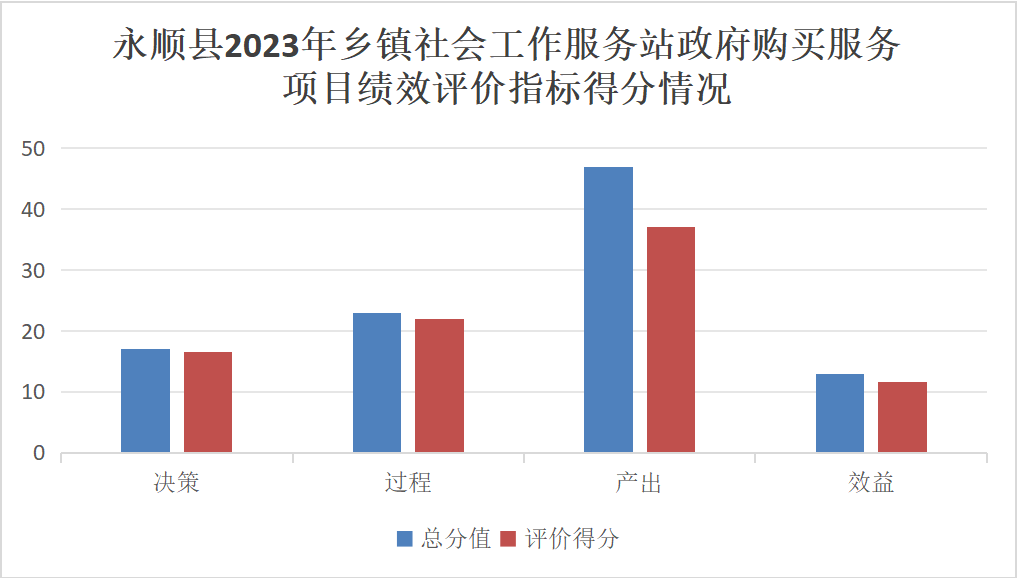 永顺县2023年乡镇社会工作服务站政府购买服务
项目绩效评价指标得分情况
50
40
30
20
10
0
决策
过程
产出
效益
总分值
评价得分